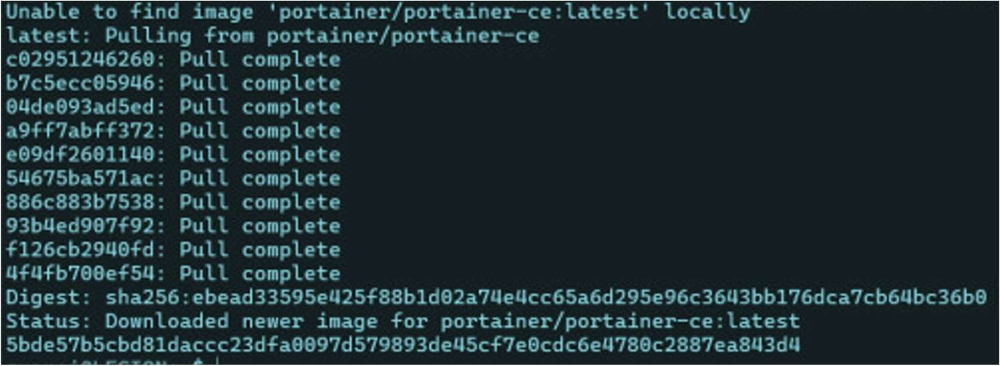 Unable to find image 'portainer/portainer-ce:latest' locally
latest: Pulling from portainer/portainer-ce
c02951246260: Pull complete
b7c5ecc05946: Pull complete
04de093ad5ed: Pull complete
a9ff7abff372: Pull complete
e09df2601140: Pull complete
54675ba571ac: Pull complete
886c883b7538: Pull complete
93b4ed907f92: Pull complete
f126cb2940fd: Pull complete
4f4fb700ef54: Pull complete
Digest: sha256:ebead33595e425f88b1d02a74e4cc65a6d295e96c3643bb176dca7cb64bc36b0
Status: Downloaded newer image for portainer/portainer-ce:latest
5bde57b5cbd81daccc23dfa0097d579893de45cf7e0cdc6e4780c2887ea843d4